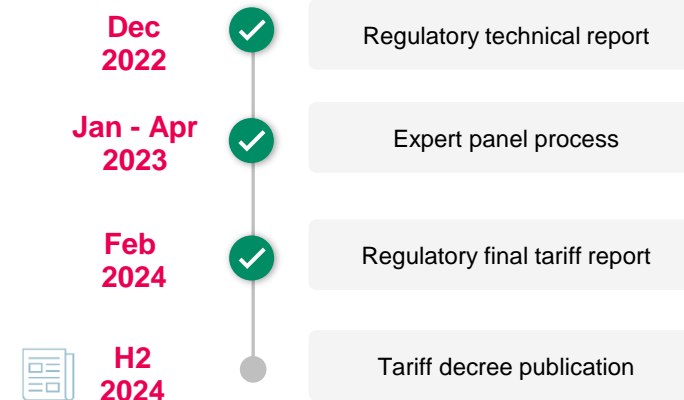 Dec
2022
Regulatory technical report
Jan - Apr
2023
Expert panel process
Feb
2024
Regulatory final tariff report
H2
2024
Tariff decree publication